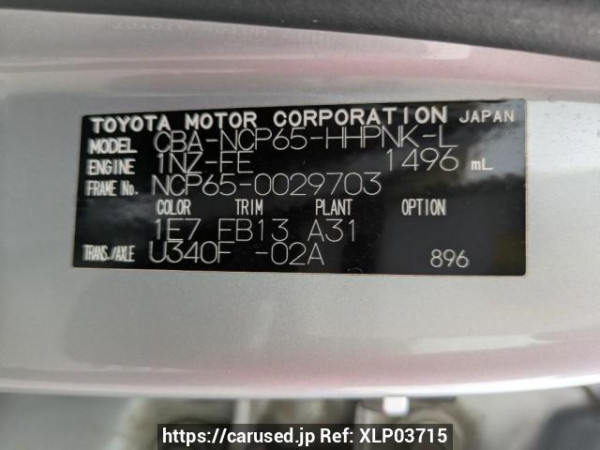 TOYOTA MOTOR CORPORATION JAPAN
MODEL CBA-NCP65-HHPNK-L
ENGINE 1NZ-FE 1496 mL
FRAME No. NCP65-0029703
COLOR TRIM PLANT OPTION
1E7 FB13 A31
TRANS./AXLE U340F -02A 896
https://carused.jp Ref: XLP03715